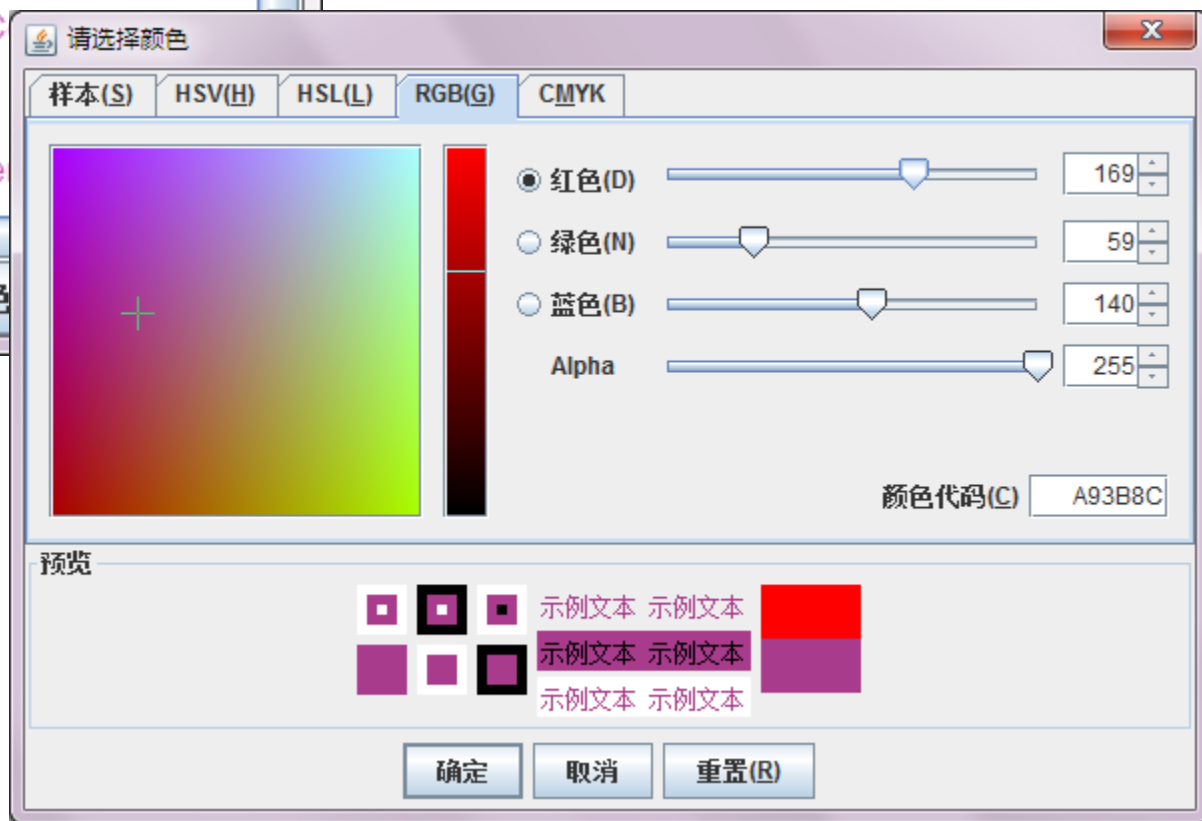 请选择颜色
样本(S) HSV(H) HSL(L) RGB(G) CMYK
红色(D) 169
绿色(N) 59
蓝色(B) 140
Alpha 255
颜色代码(C) A93B8C
预览
示例文本 示例文本
示例文本 示例文本
示例文本 示例文本
确定 取消 重置(R)